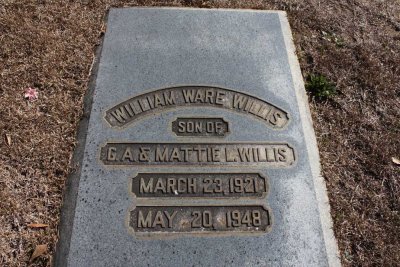 WILLIAM WARE WILLIS
SON OF
G.A. & MATTIE L. WILLIS
MARCH 23, 1921
MAY 20, 1948